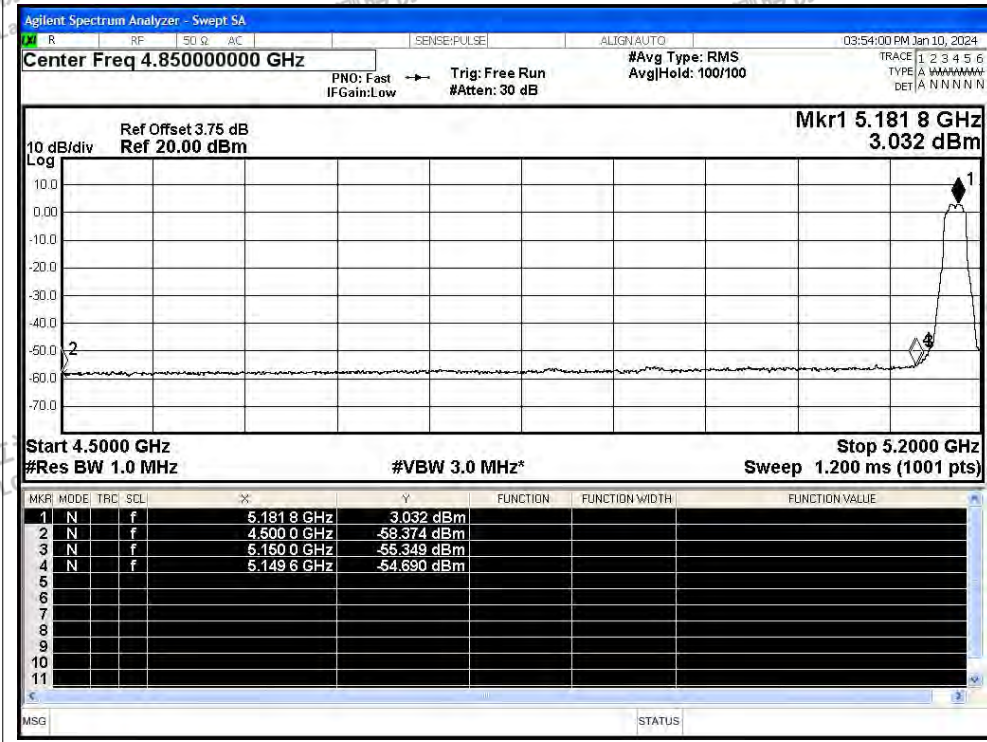 Agilent Spectrum Analyzer - Swept SA
R RF 50 Ω AC SENSE:PULSE ALIGN AUTO 03:54:00 PM Jan 10, 2024
Center Freq 4.850000000 GHz #Avg Type: RMS TRACE 1 2 3 4 5 6
PNO: Fast Trig: Free Run Avg|Hold: 100/100 TYPE A WWWWW
IFGain:Low #Atten: 30 dB DET A N N N N N
Mkr1 5.181 8 GHz
3.032 dBm
Ref Offset 3.75 dB
10 dB/div Ref 20.00 dBm
Log
1
10.0
0.00
-10.0
-20.0
-30.0
-40.0
4
-50.0 2
-60.0
-70.0
Start 4.5000 GHz Stop 5.2000 GHz
#Res BW 1.0 MHz #VBW 3.0 MHz* Sweep 1.200 ms (1001 pts)
MKR MODE TRC SCL X Y FUNCTION FUNCTION WIDTH FUNCTION VALUE
1 N f 5.181 8 GHz 3.032 dBm
2 N f 4.500 0 GHz -58.374 dBm
3 N f 5.150 0 GHz -55.349 dBm
4 N f 5.149 6 GHz -54.690 dBm
5
6
7
8
9
10
11
MSG STATUS